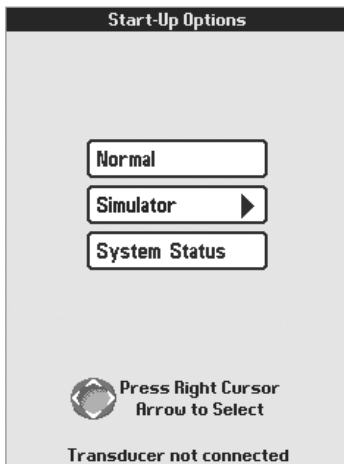 Start-Up Options
Normal
Simulator
System Status
Press Right Cursor
Arrow to Select
Transducer not connected